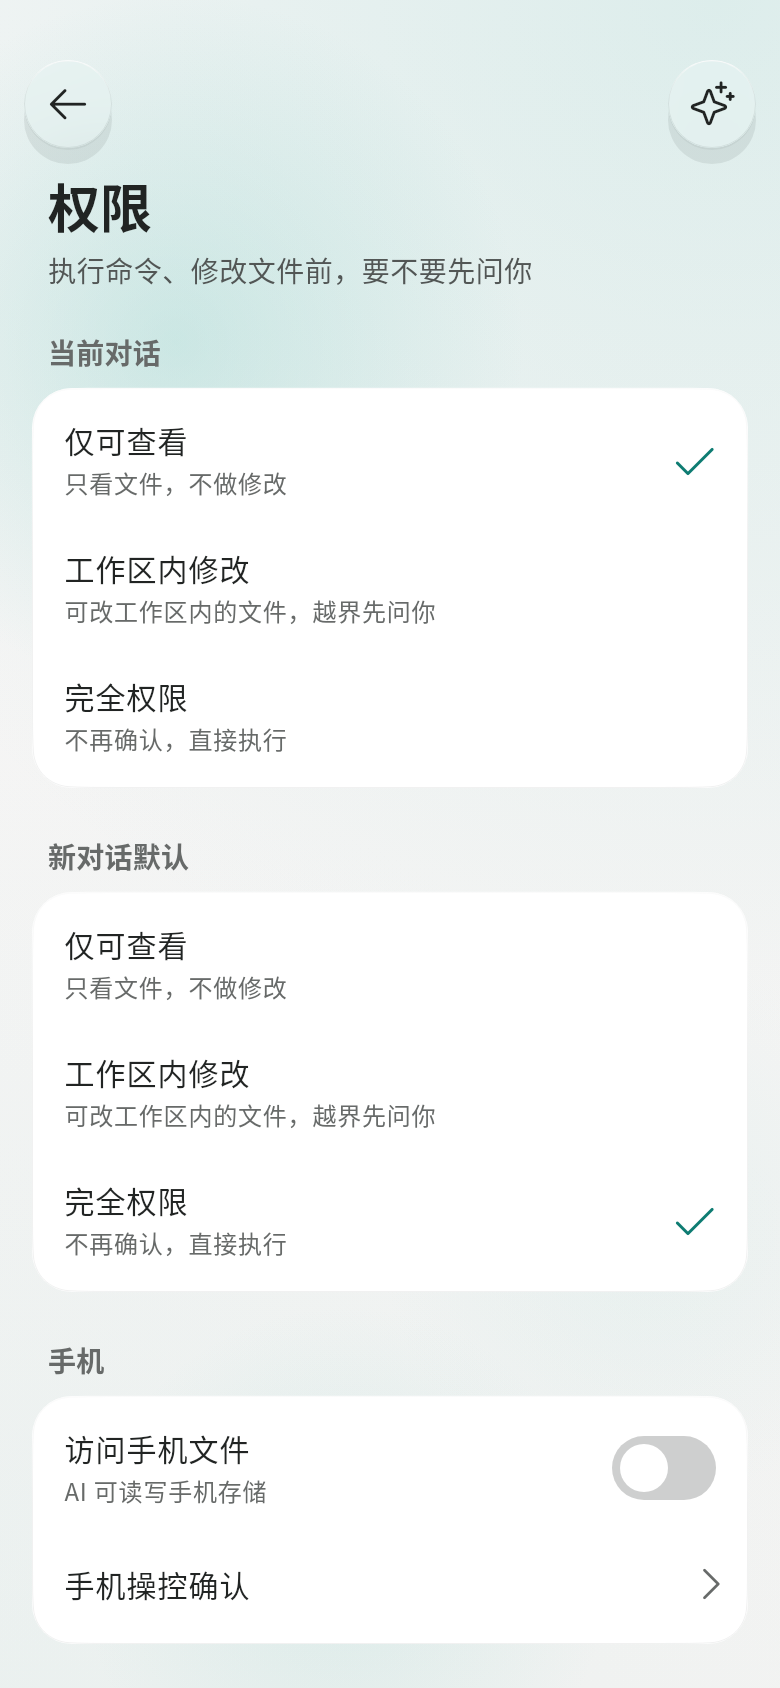 权限
执行命令、修改文件前，要不要先问你
当前对话
仅可查看
只看文件，不做修改
工作区内修改
可改工作区内的文件，越界先问你
完全权限
不再确认，直接执行
新对话默认
仅可查看
只看文件，不做修改
工作区内修改
可改工作区内的文件，越界先问你
完全权限
不再确认，直接执行
手机
访问手机文件
AI 可读写手机存储
手机操控确认